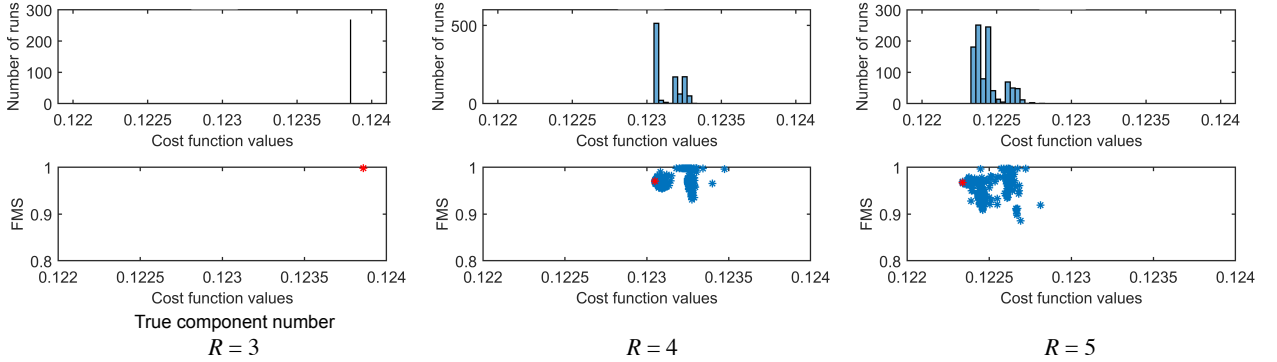 Number of runs
300
200
100
0
0.122 0.1225 0.123 0.1235 0.124
Cost function values
Number of runs
500
0
0.122 0.1225 0.123 0.1235 0.124
Cost function values
Number of runs
300
200
100
0
0.122 0.1225 0.123 0.1235 0.124
Cost function values
FMS
1
0.9
0.8
0.122 0.1225 0.123 0.1235 0.124
Cost function values
FMS
1
0.9
0.8
0.122 0.1225 0.123 0.1235 0.124
Cost function values
FMS
1
0.9
0.8
0.122 0.1225 0.123 0.1235 0.124
Cost function values
True component number
R = 3
R = 4
R = 5